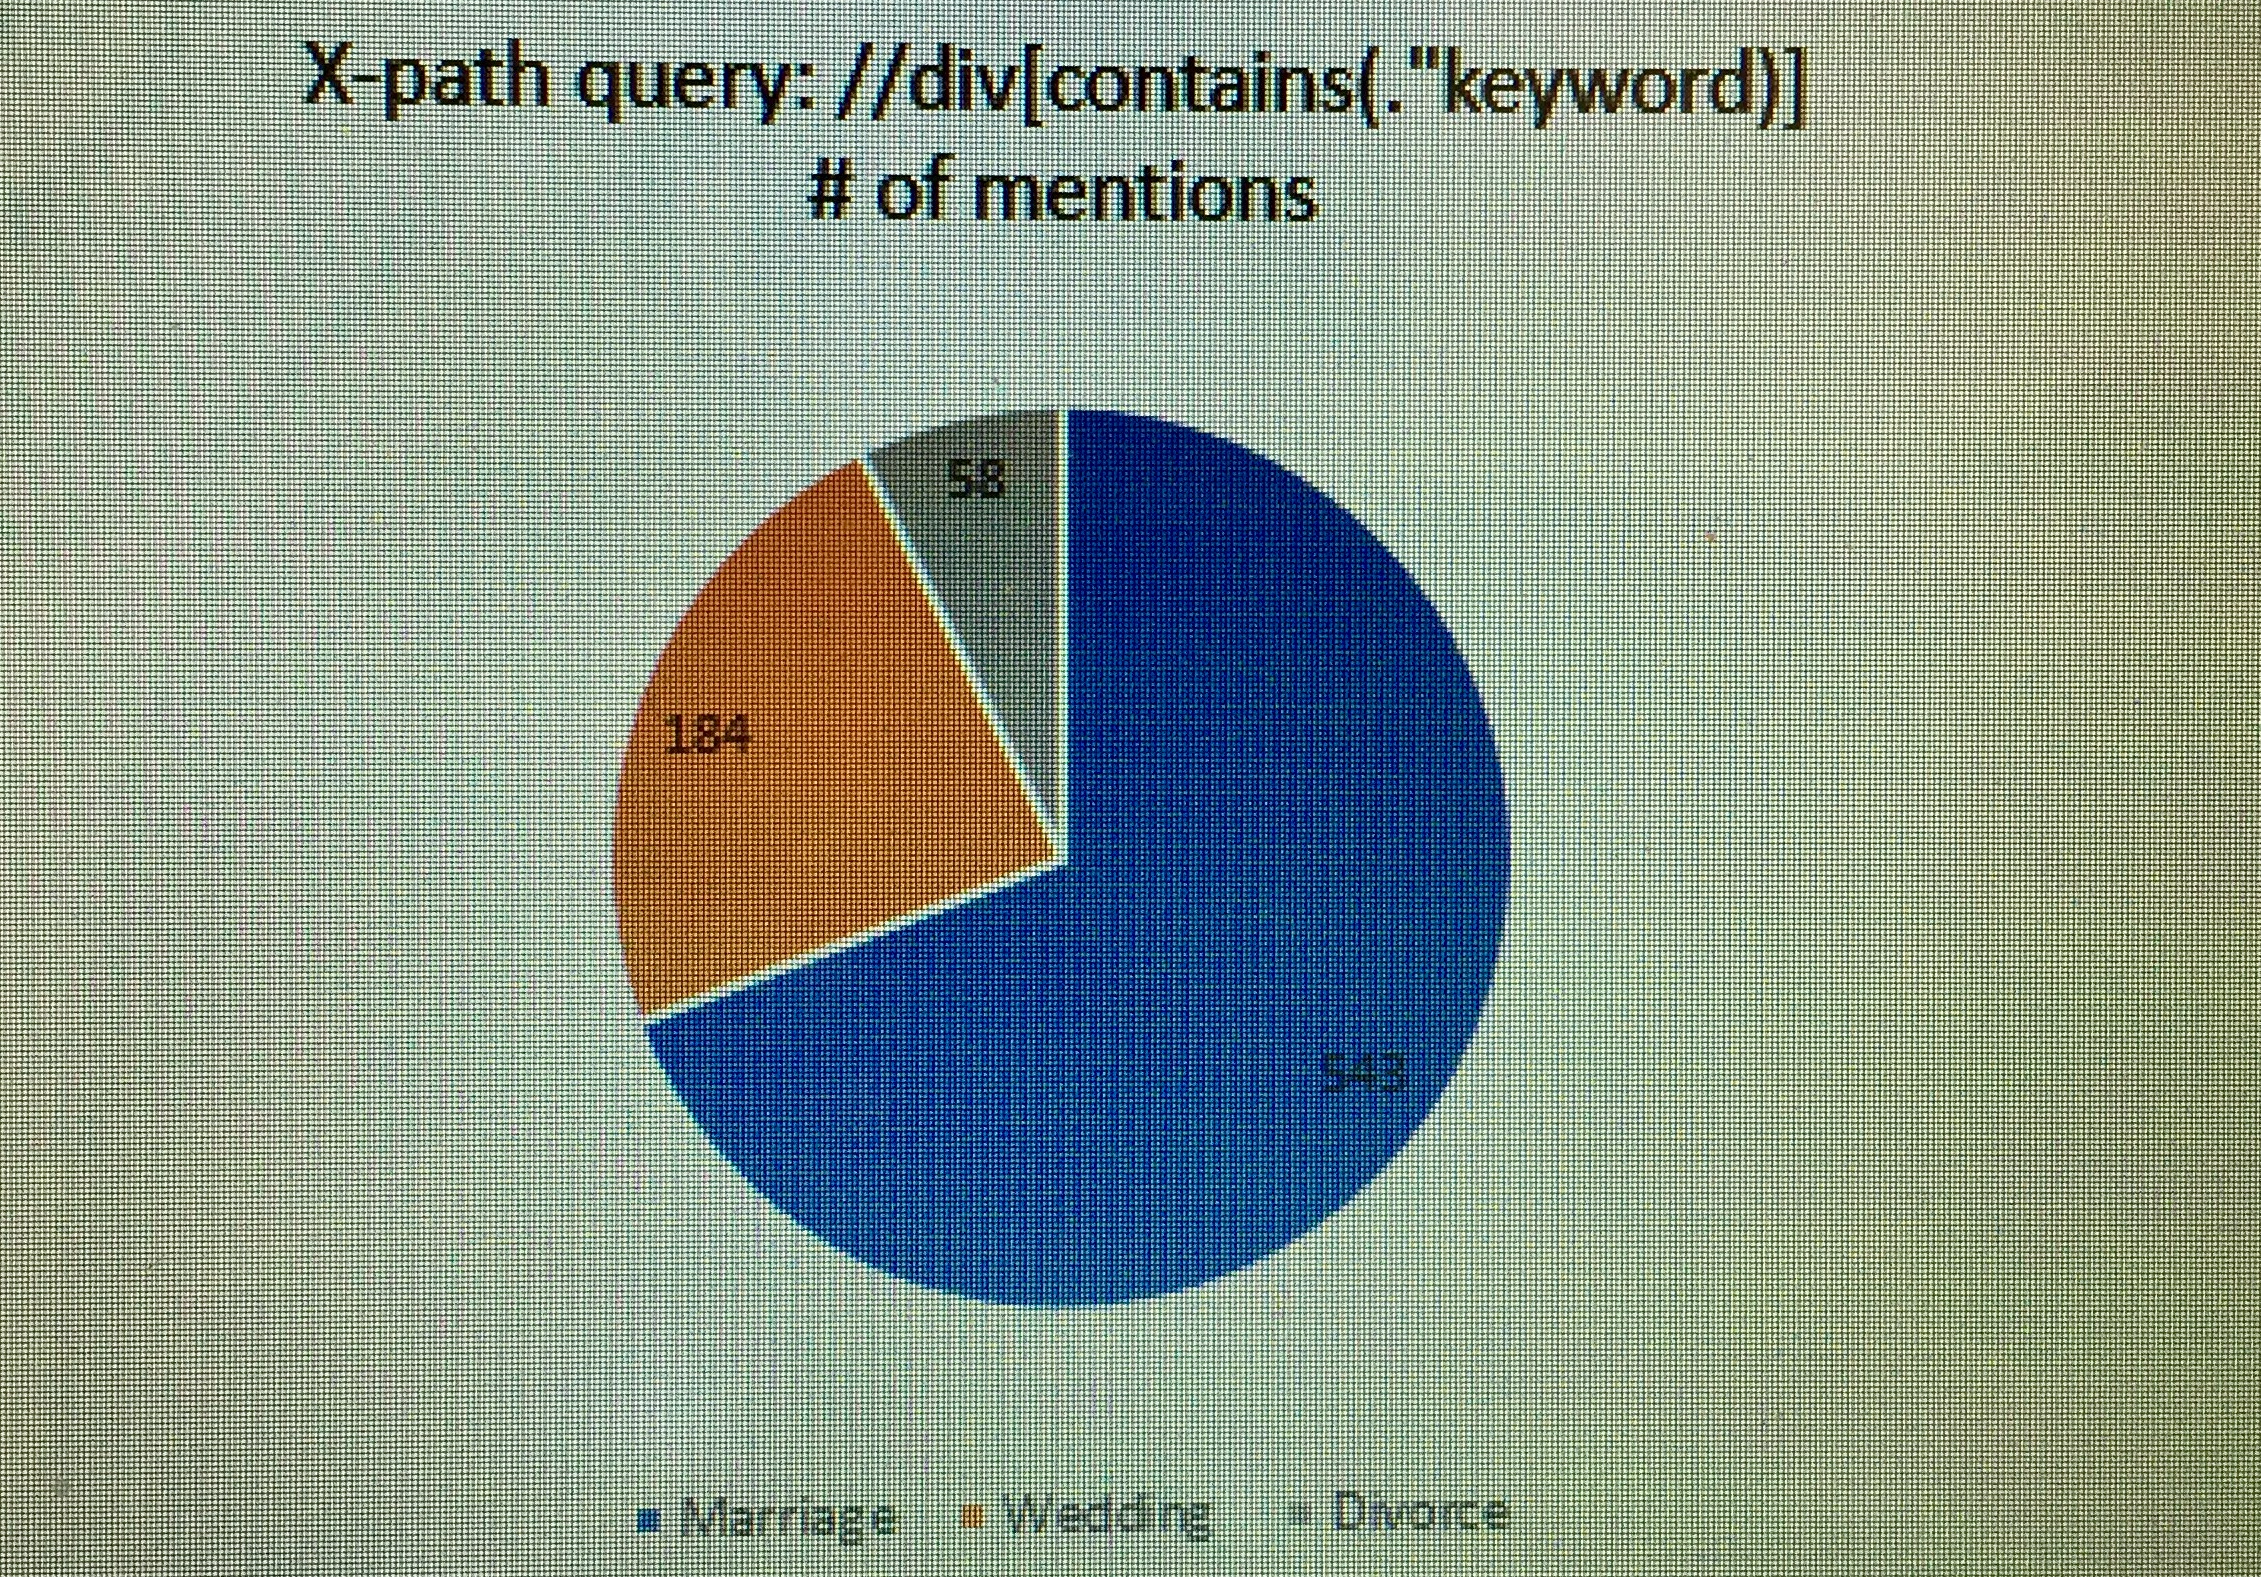 X-path query: //div[contains(."keyword)]
# of mentions
58
184
543
Marriage Wedding Divorce